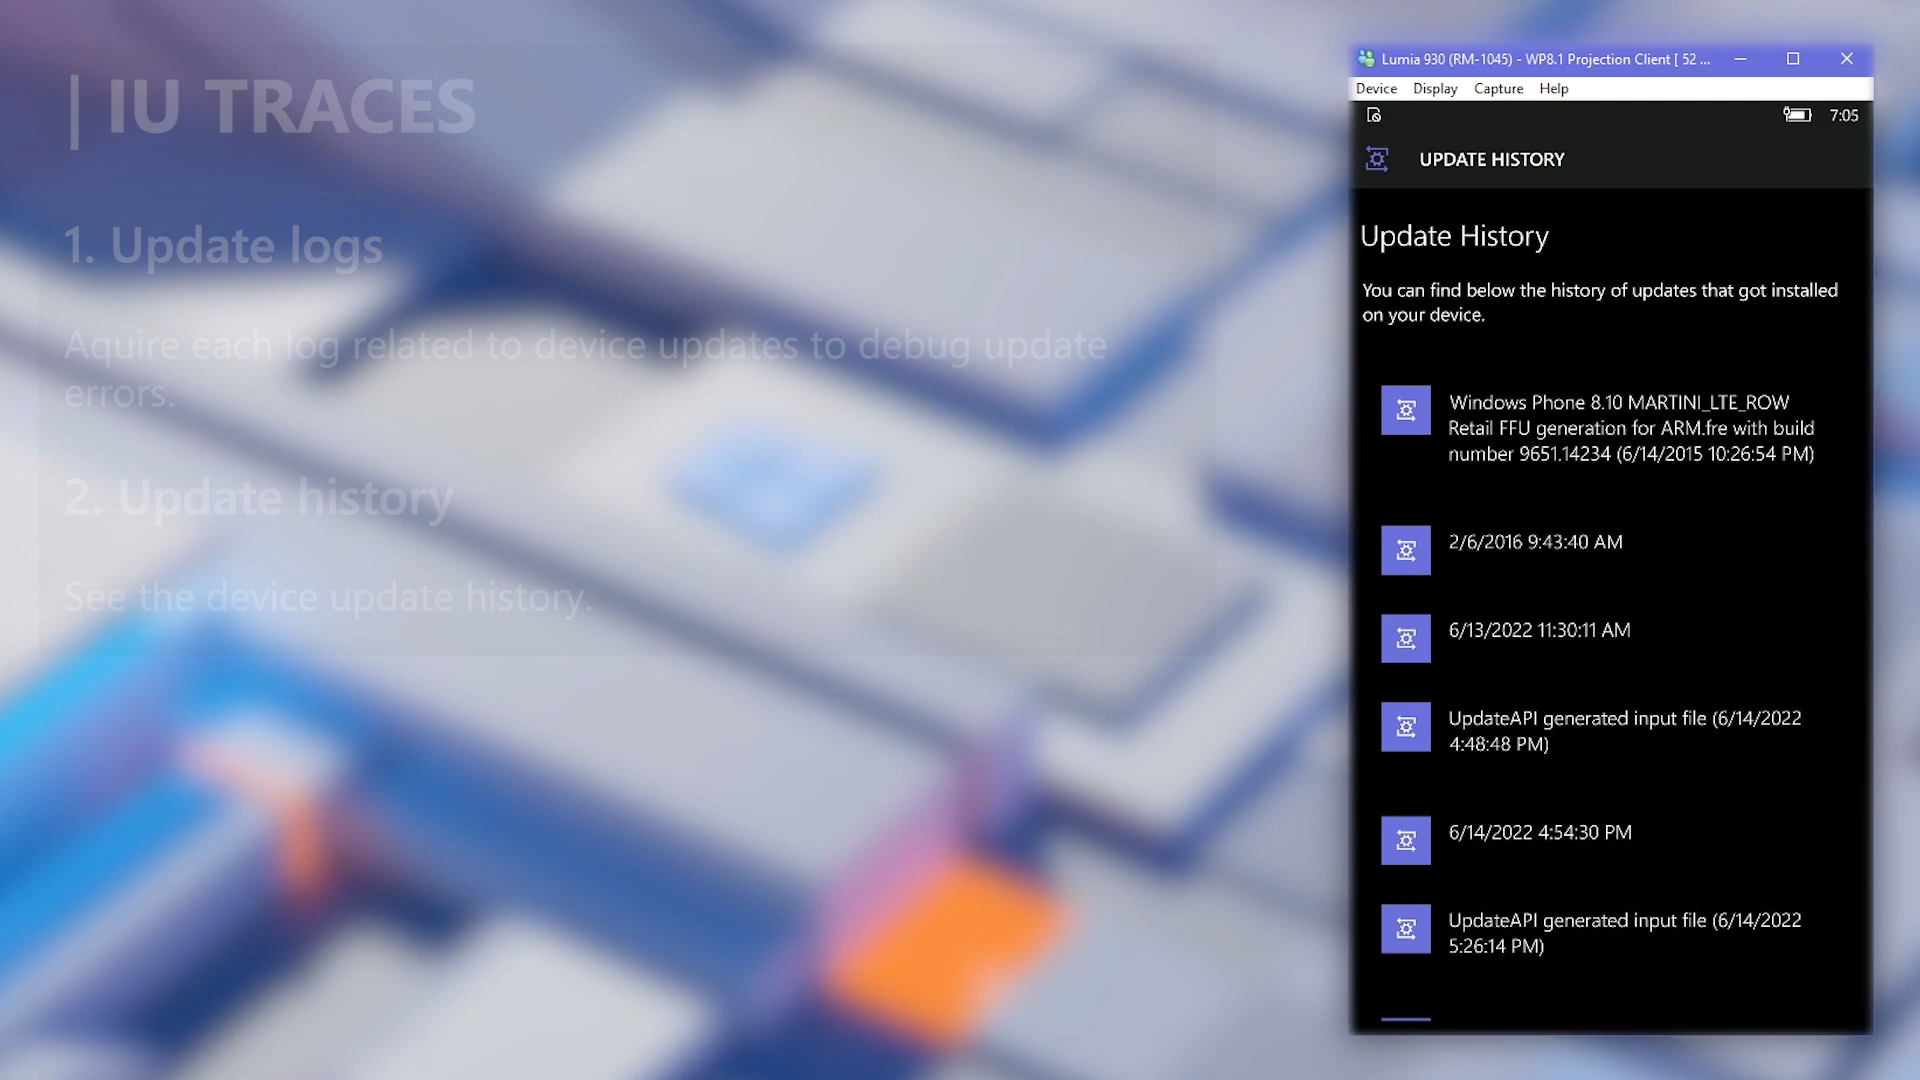 | IU TRACES
1. Update logs
Aquire each log related to device updates to debug update
errors.
2. Update history
See the device update history.
Lumia 930 (RM-1045) - WP8.1 Projection Client [ 52 ...
Device Display Capture Help
7:05
UPDATE HISTORY
Update History
You can find below the history of updates that got installed
on your device.
Windows Phone 8.10 MARTINI_LTE_ROW
Retail FFU generation for ARM.fre with build
number 9651.14234 (6/14/2015 10:26:54 PM)
2/6/2016 9:43:40 AM
6/13/2022 11:30:11 AM
UpdateAPI generated input file (6/14/2022
4:48:48 PM)
6/14/2022 4:54:30 PM
UpdateAPI generated input file (6/14/2022
5:26:14 PM)